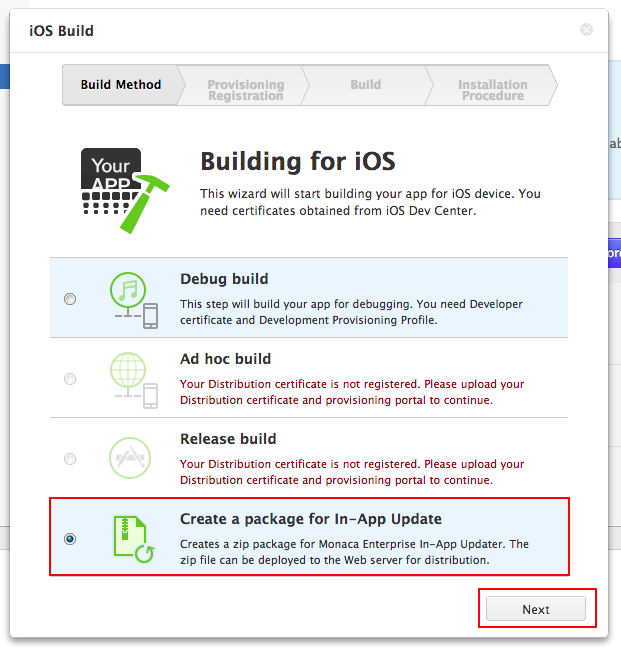 iOS Build
Build Method
Provisioning
Registration
Build
Installation
Procedure
Your
APP
Building for iOS
This wizard will start building your app for iOS device. You
need certificates obtained from iOS Dev Center.
Debug build
This step will build your app for debugging. You need Developer
certificate and Development Provisioning Profile.
Ad hoc build
Your Distribution certificate is not registered. Please upload your
Distribution certificate and provisioning portal to continue.
Release build
Your Distribution certificate is not registered. Please upload your
Distribution certificate and provisioning portal to continue.
Create a package for In-App Update
Creates a zip package for Monaca Enterprise In-App Updater. The
zip file can be deployed to the Web server for distribution.
Next